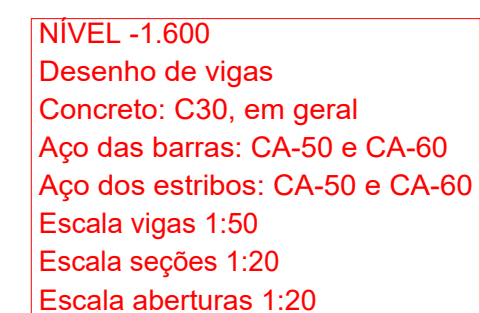 NÍVEL -1.600
Desenho de vigas
Concreto: C30, em geral
Aço das barras: CA-50 e CA-60
Aço dos estribos: CA-50 e CA-60
Escala vigas 1:50
Escala seções 1:20
Escala aberturas 1:20